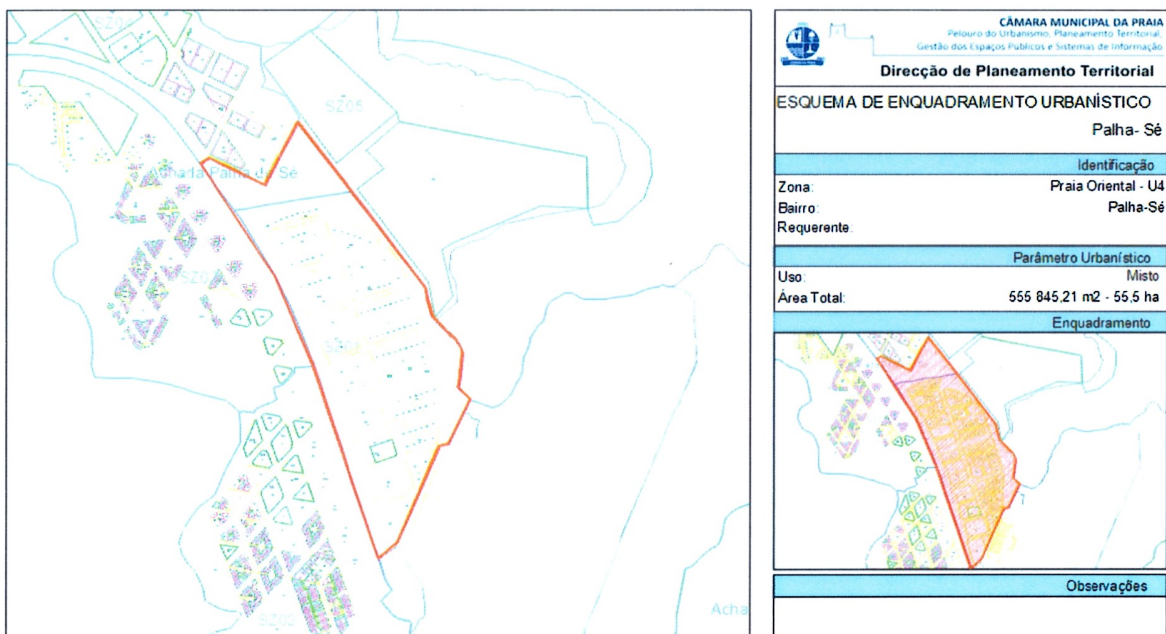 SZ04
SZ05
Achada Palha de Sé
SZ02
Acha
CÂMARA MUNICIPAL DA PRAIA
Pelouro do Urbanismo, Planeamento Territorial,
Gestão dos Espaços Públicos e Sistemas de Informação
Direcção de Planeamento Territorial
ESQUEMA DE ENQUADRAMENTO URBANÍSTICO
Palha- Sé
Identificação
Zona: Praia Oriental - U4
Bairro: Palha-Sé
Requerente:
Parâmetro Urbanístico
Uso: Misto
Área Total: 555 845,21 m2 - 55,5 ha
Enquadramento
Observações